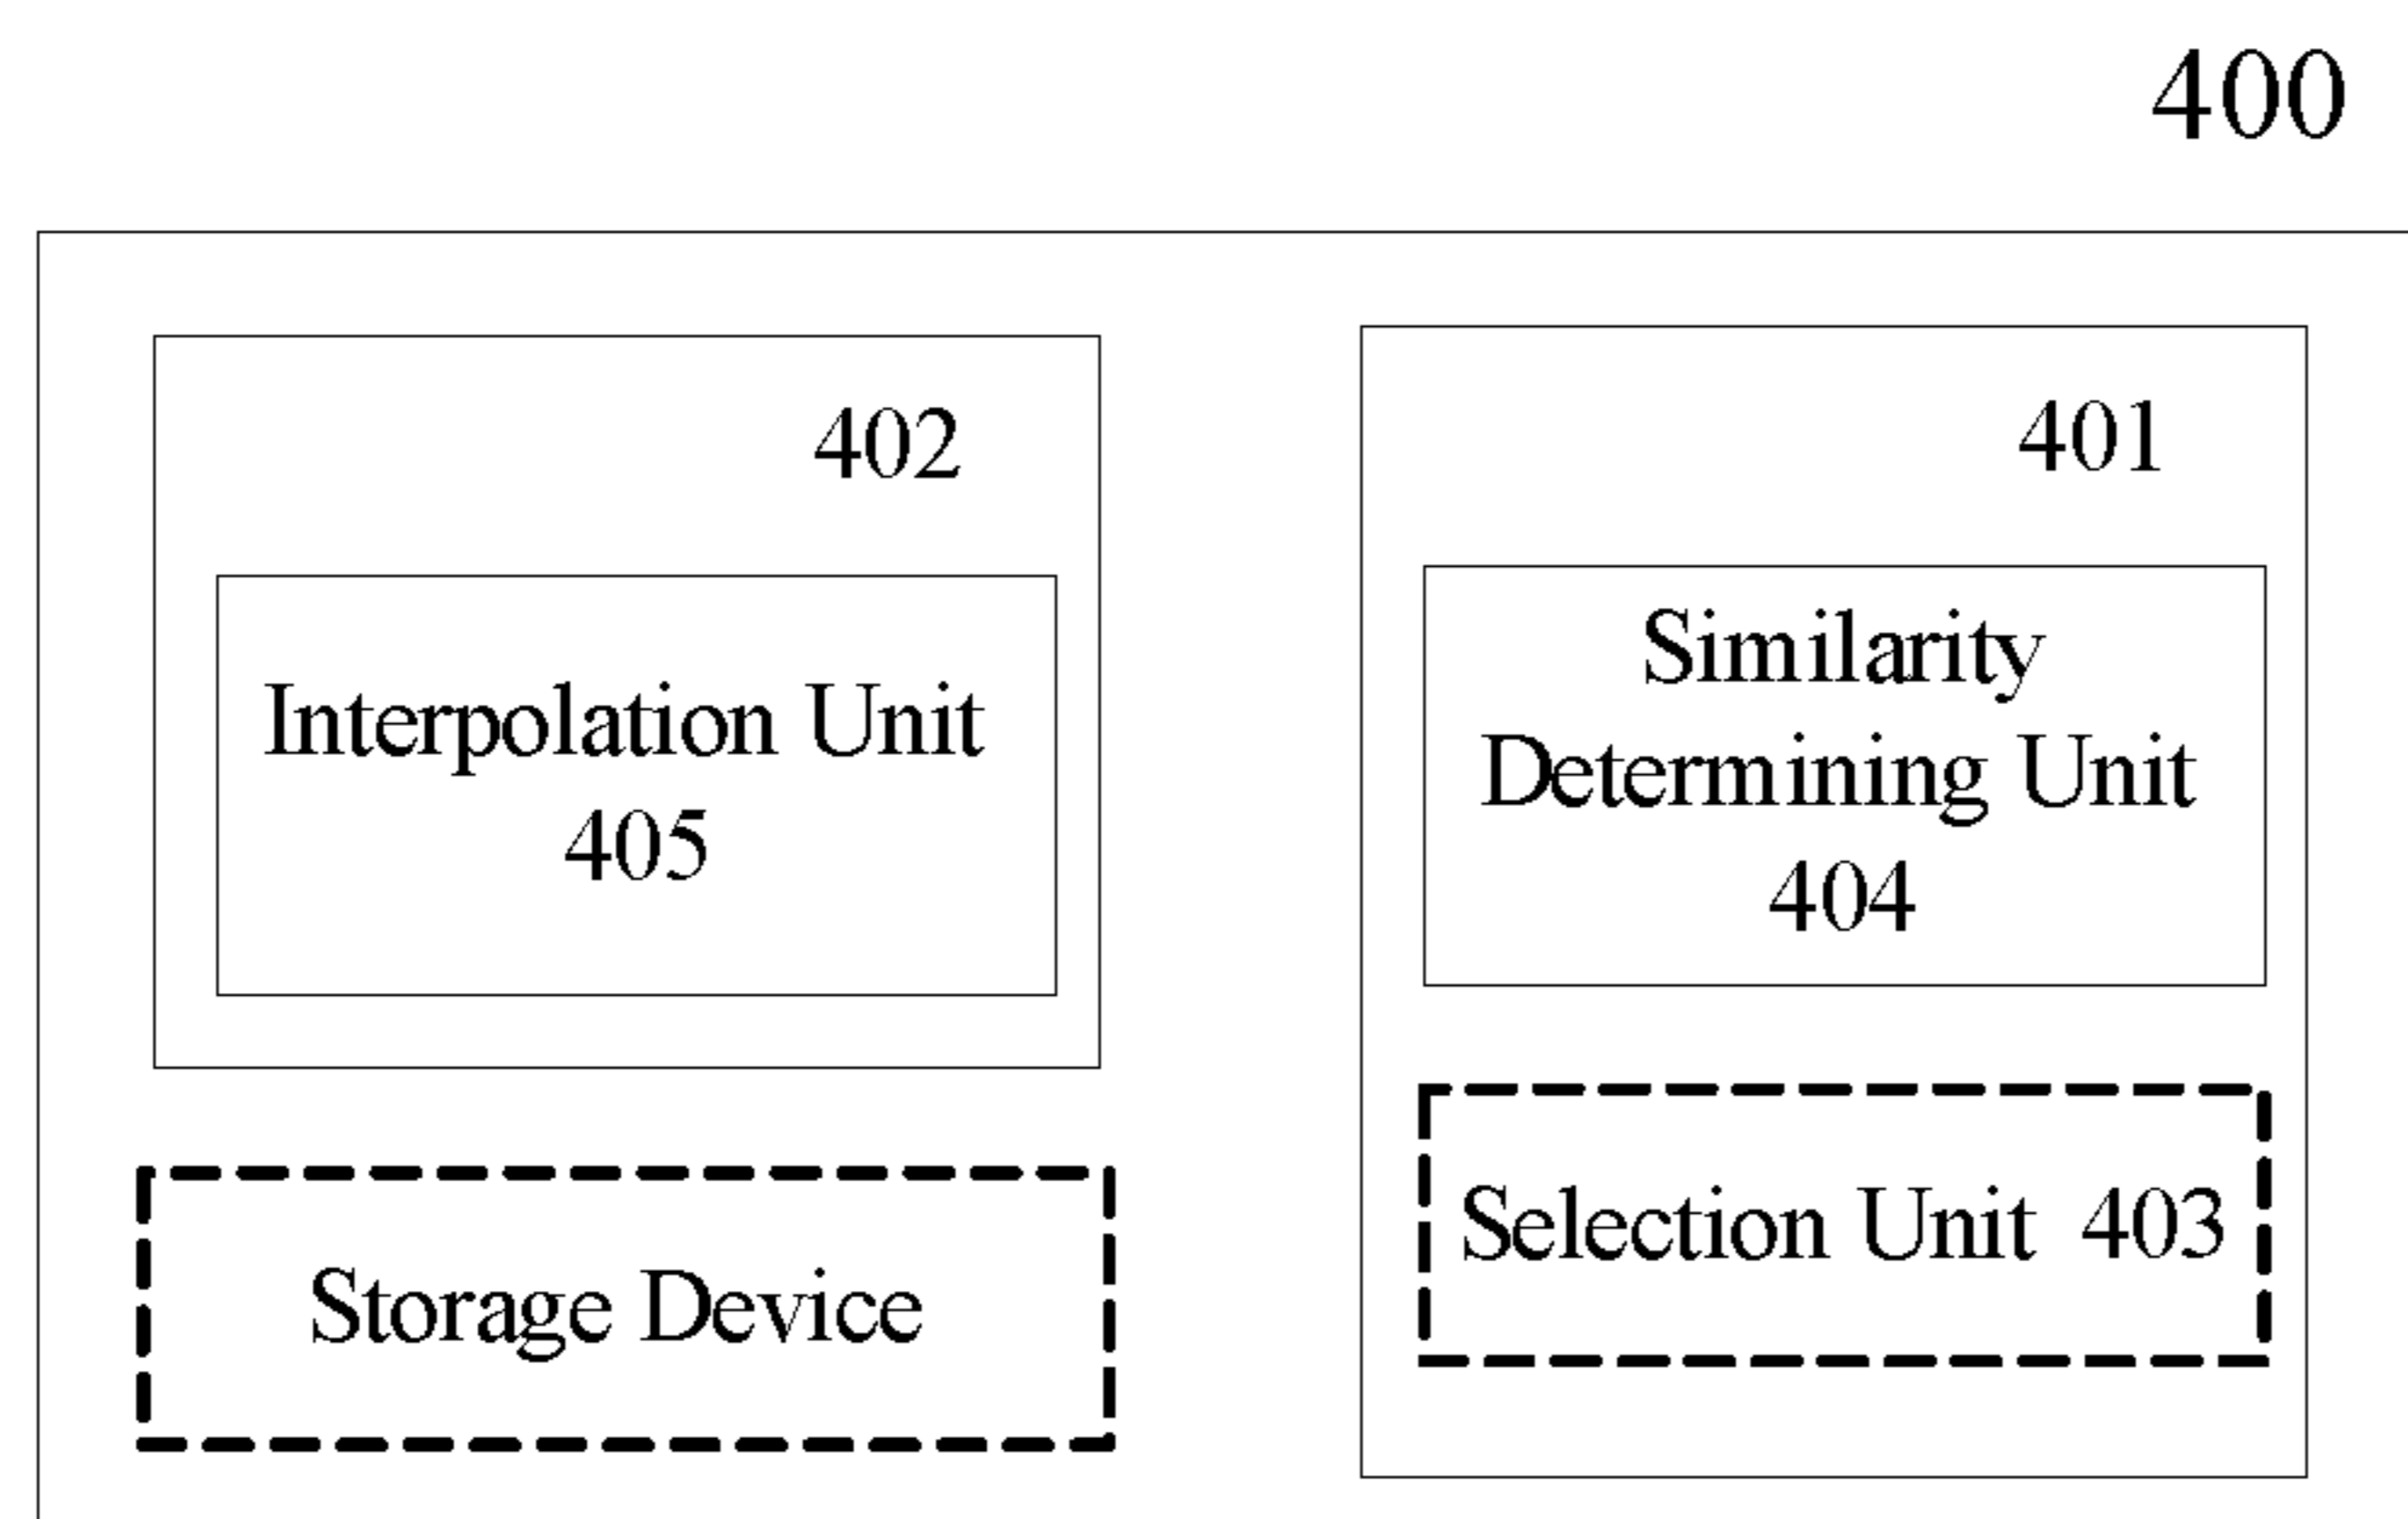 400
402
Interpolation Unit
405
Storage Device
401
Similarity
Determining Unit
404
Selection Unit 403